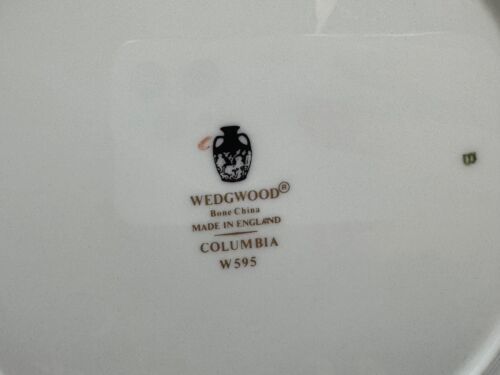 WEDGWOOD®
Bone China
MADE IN ENGLAND
COLUMBIA
W595